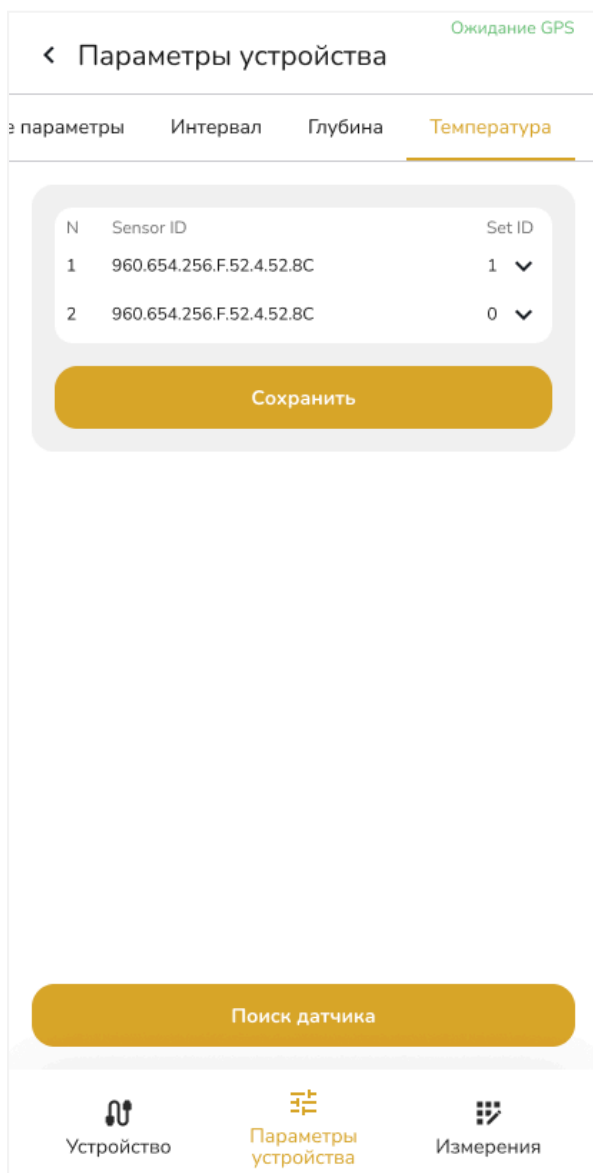 Ожидание GPS
Параметры устройства
е параметры Интервал Глубина Температура
N Sensor ID Set ID
1 960.654.256.F.52.4.52.8C 1
2 960.654.256.F.52.4.52.8C 0
Сохранить
Поиск датчика
Устройство Параметры устройства Измерения